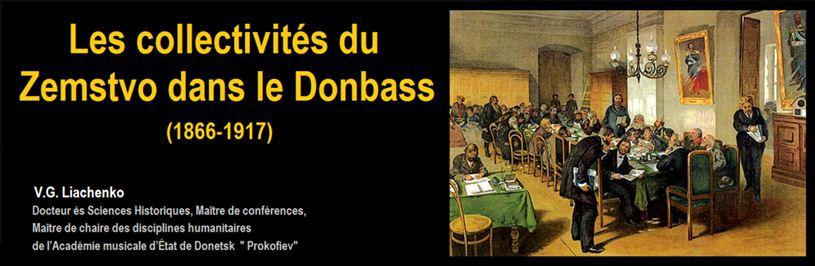 Les collectivités du
Zemstvo dans le Donbass
(1866-1917)
V.G. Liachenko
Docteur és Sciences Historiques, Maître de conférences,
Maître de chaire des disciplines humanitaires
de l'Académie musicale d'État de Donetsk " Prokofiev"